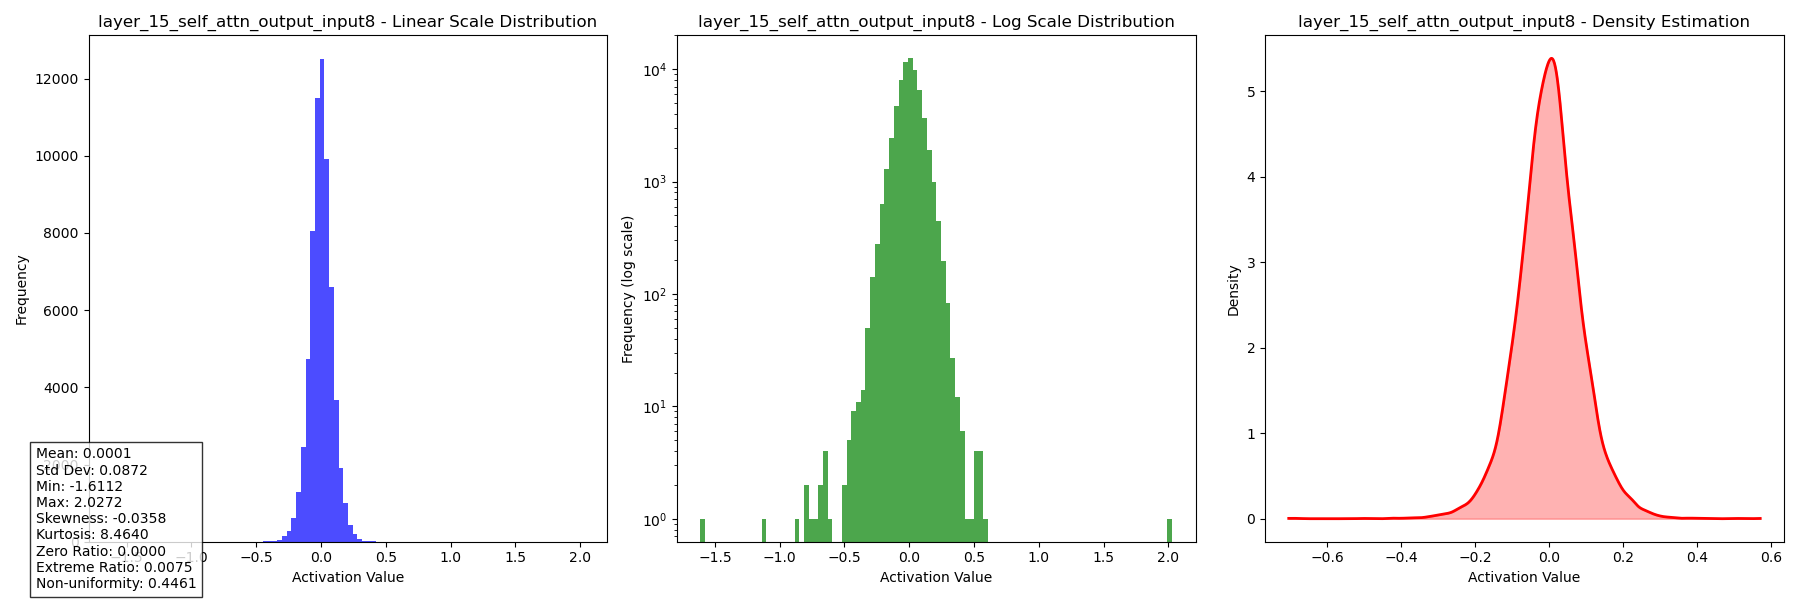 layer_15_self_attn_output_input8 - Linear Scale Distribution
12000
10000
8000
6000
4000
Frequency
−0.5
0.0
0.5
1.0
1.5
2.0
Activation Value
Mean: 0.0001
Std Dev: 0.0872
Min: -1.6112
Max: 2.0272
Skewness: -0.0358
Kurtosis: 8.4640
Zero Ratio: 0.0000
Extreme Ratio: 0.0075
Non-uniformity: 0.4461
layer_15_self_attn_output_input8 - Log Scale Distribution
10⁴
10³
10²
10¹
10⁰
Frequency (log scale)
−1.5
−1.0
−0.5
0.0
0.5
1.0
1.5
2.0
Activation Value
layer_15_self_attn_output_input8 - Density Estimation
5
4
3
2
1
0
Density
−0.6
−0.4
−0.2
0.0
0.2
0.4
0.6
Activation Value